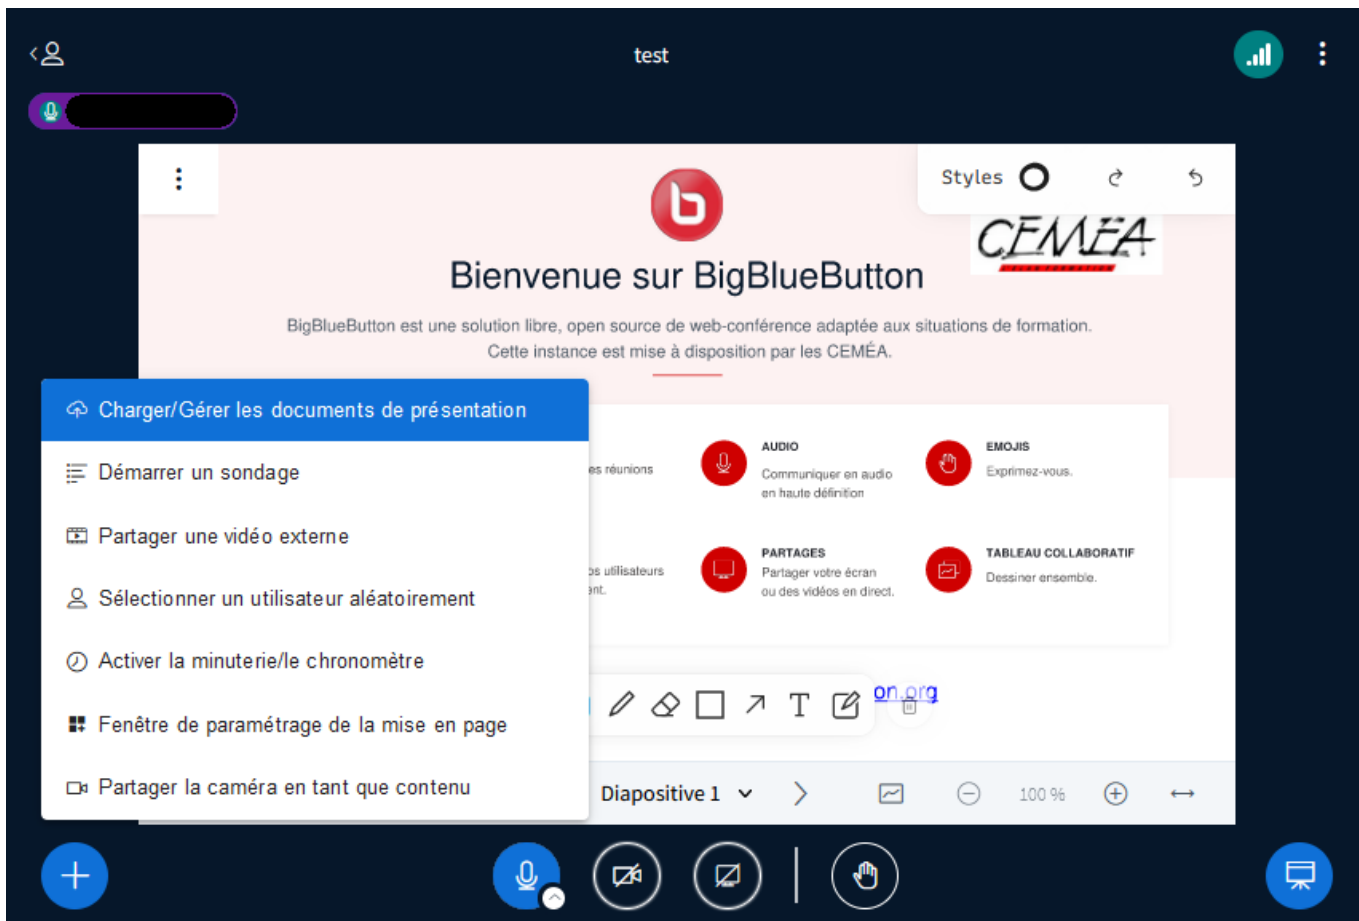 test
Styles
CEMÉA
Bienvenue sur BigBlueButton
BigBlueButton est une solution libre, open source de web-conférence adaptée aux situations de formation.
Cette instance est mise à disposition par les CEMÉA.
Charger/Gérer les documents de présentation
Démarrer un sondage
Partager une vidéo externe
Sélectionner un utilisateur aléatoirement
Activer la minuterie/le chronomètre
Fenêtre de paramétrage de la mise en page
Partager la caméra en tant que contenu
es réunions
AUDIO
Communiquer en audio
en haute définition
EMOJIS
Exprimez-vous.
os utilisateurs
ent.
PARTAGES
Partager votre écran
ou des vidéos en direct.
TABLEAU COLLABORATIF
Dessiner ensemble.
T
on.org
Diapositive 1
100 %